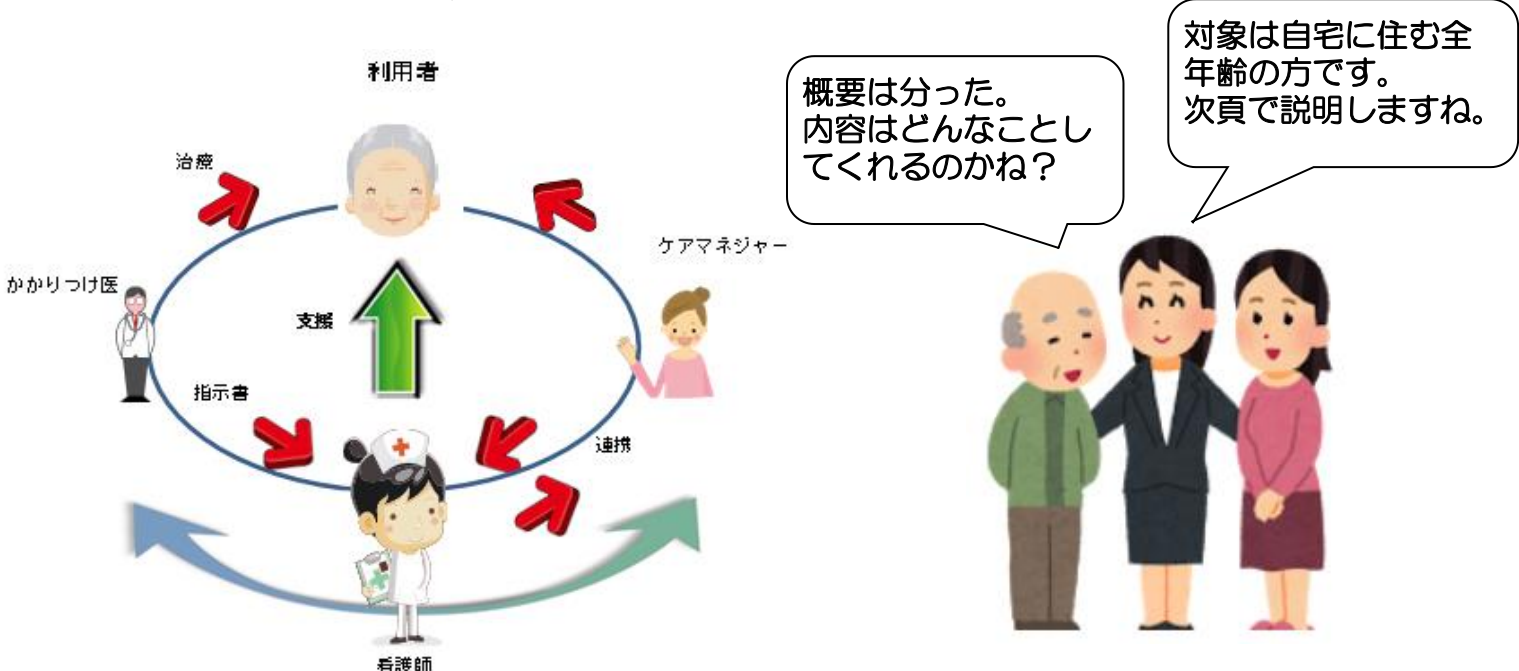 利用者
治療
かかりつけ医
ケアマネジャー
支援
指示書
連携
看護師
概要は分った。
内容はどんなことし
てくれるのかね？
対象は自宅に住む全
年齢の方です。
次頁で説明しますね。